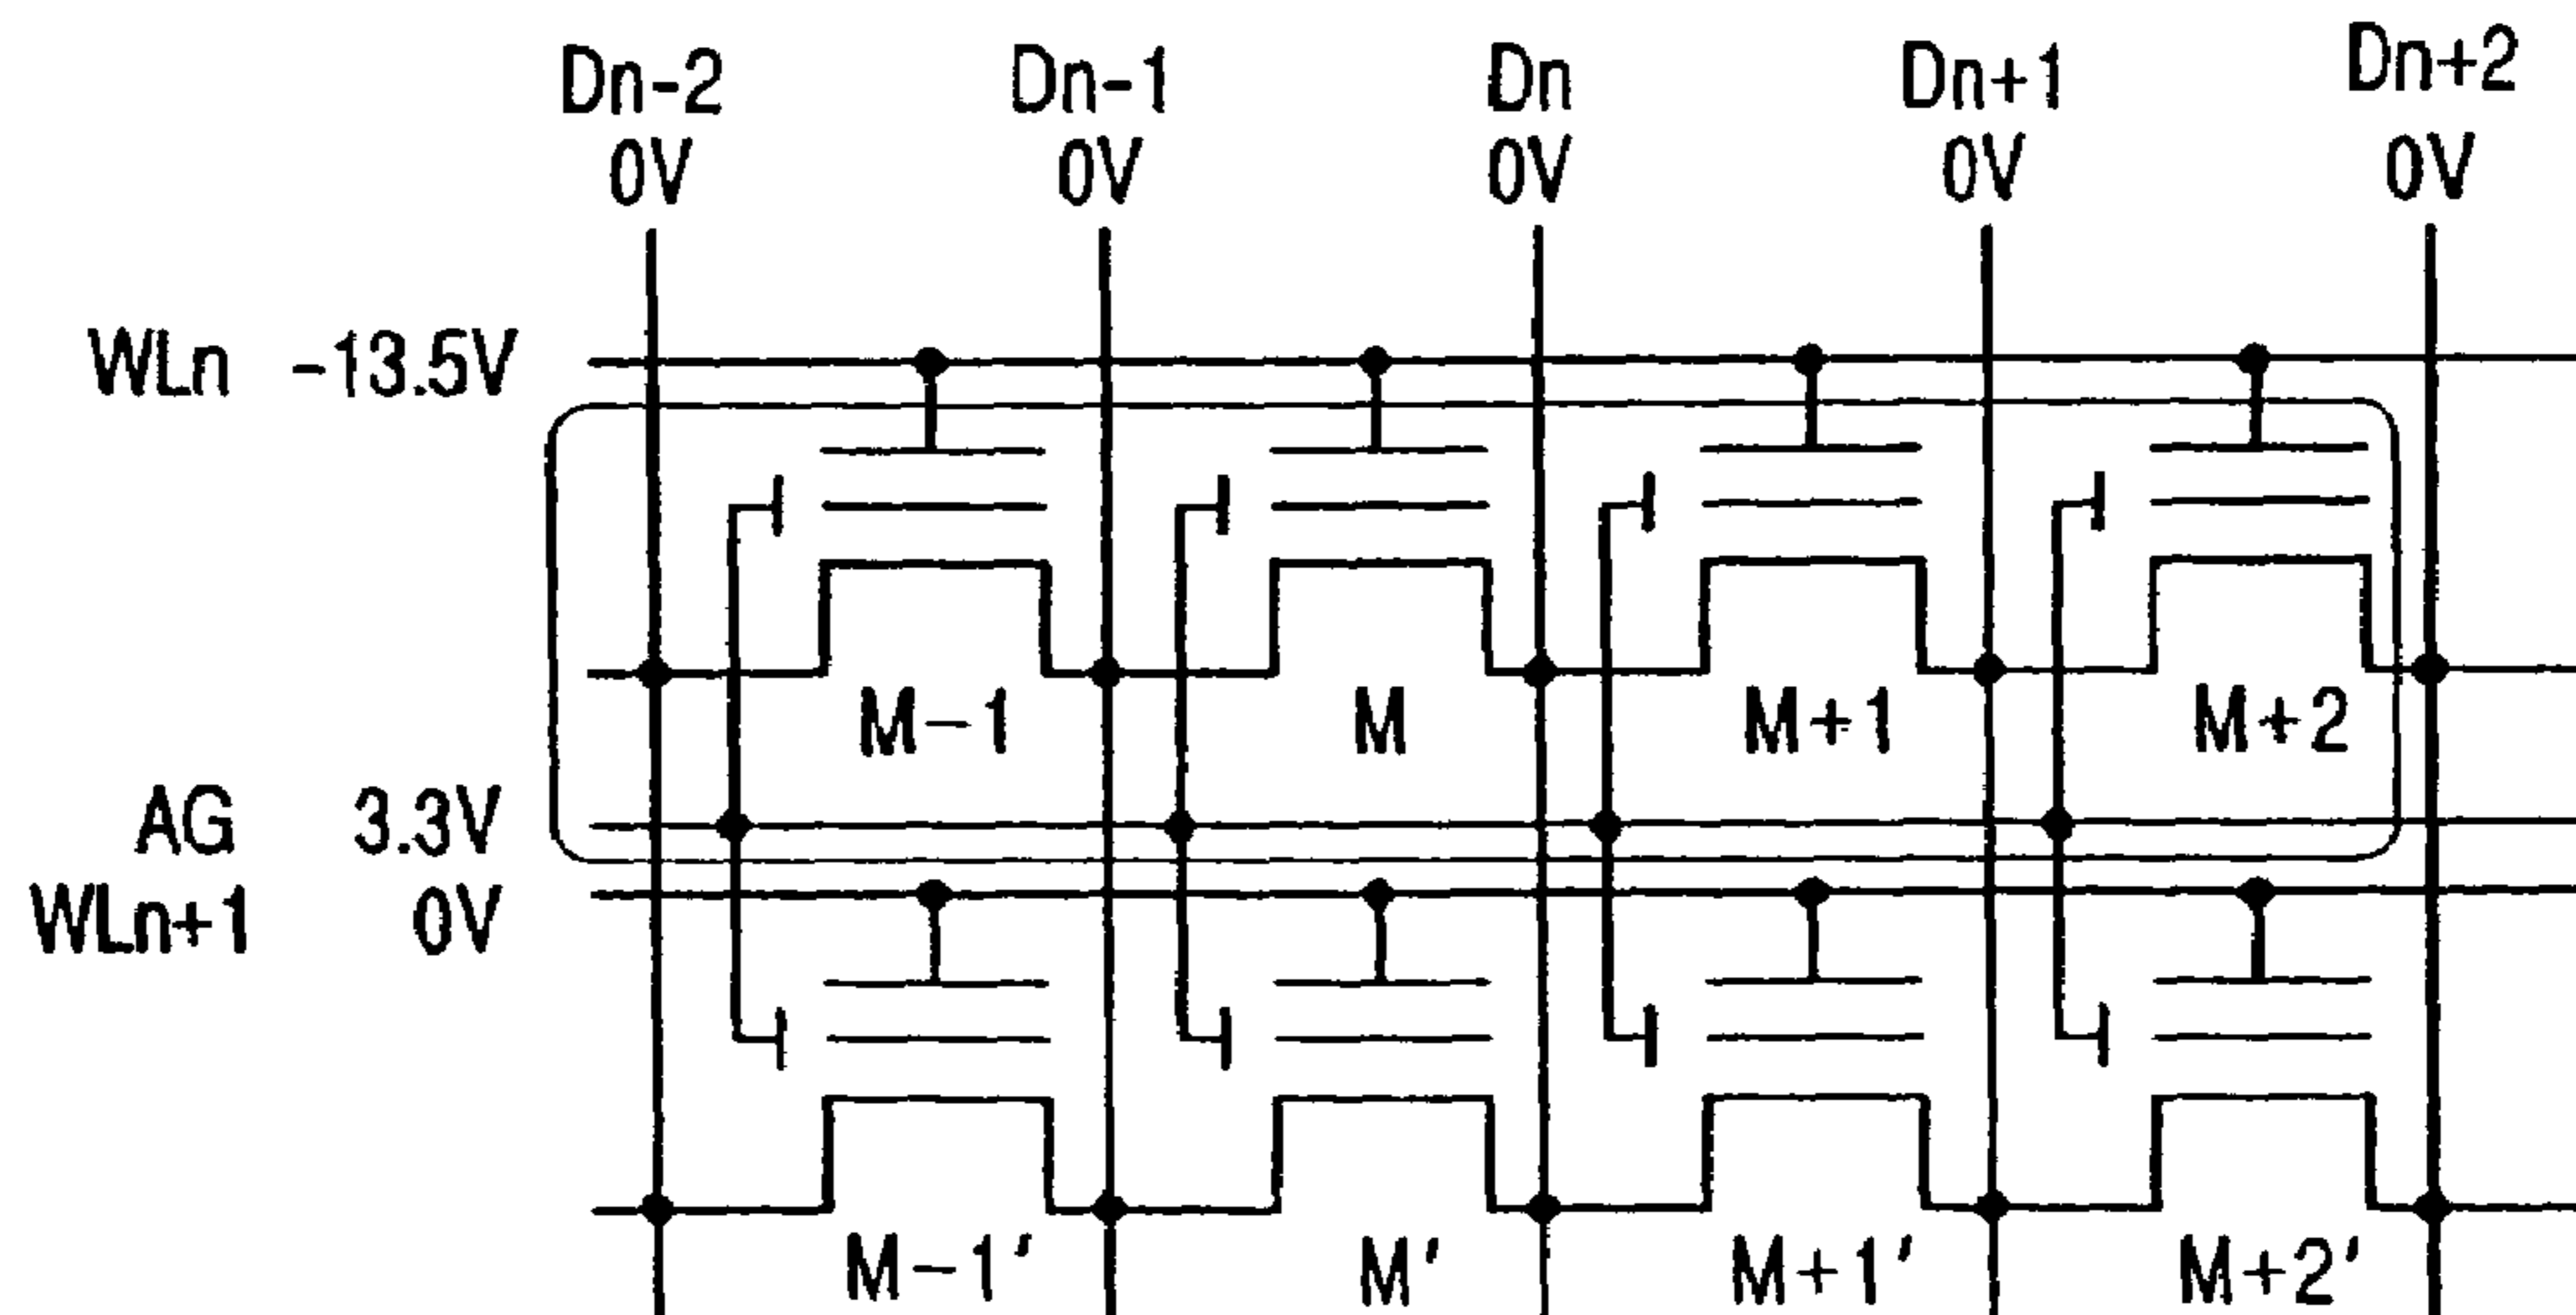 Dn-2 Dn-1 Dn Dn+1 Dn+2
0V 0V 0V 0V 0V
WLn -13.5V
M-1 M M+1 M+2
AG 3.3V
WLn+1 0V
M-1' M' M+1' M+2'